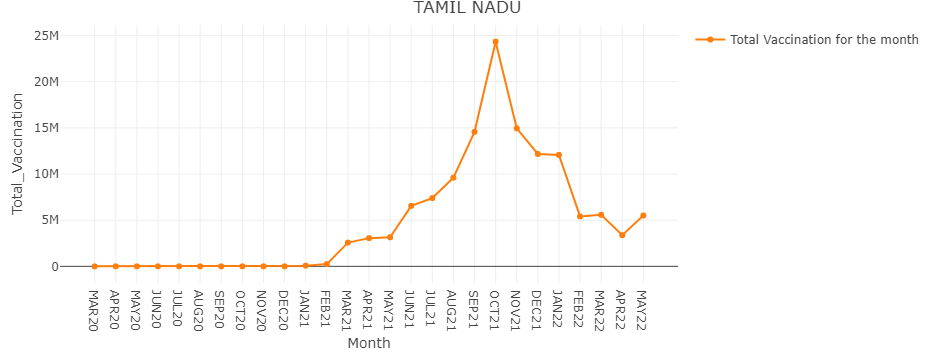 TAMIL NADU
25M
20M
15M
10M
5M
0
Total_Vaccination
MAR20
APR20
MAY20
JUN20
JUL20
AUG20
SEP20
OCT20
NOV20
DEC20
JAN21
FEB21
MAR21
APR21
MAY21
JUN21
JUL21
AUG21
SEP21
OCT21
NOV21
DEC21
JAN22
FEB22
MAR22
APR22
MAY22
Month
Total Vaccination for the month